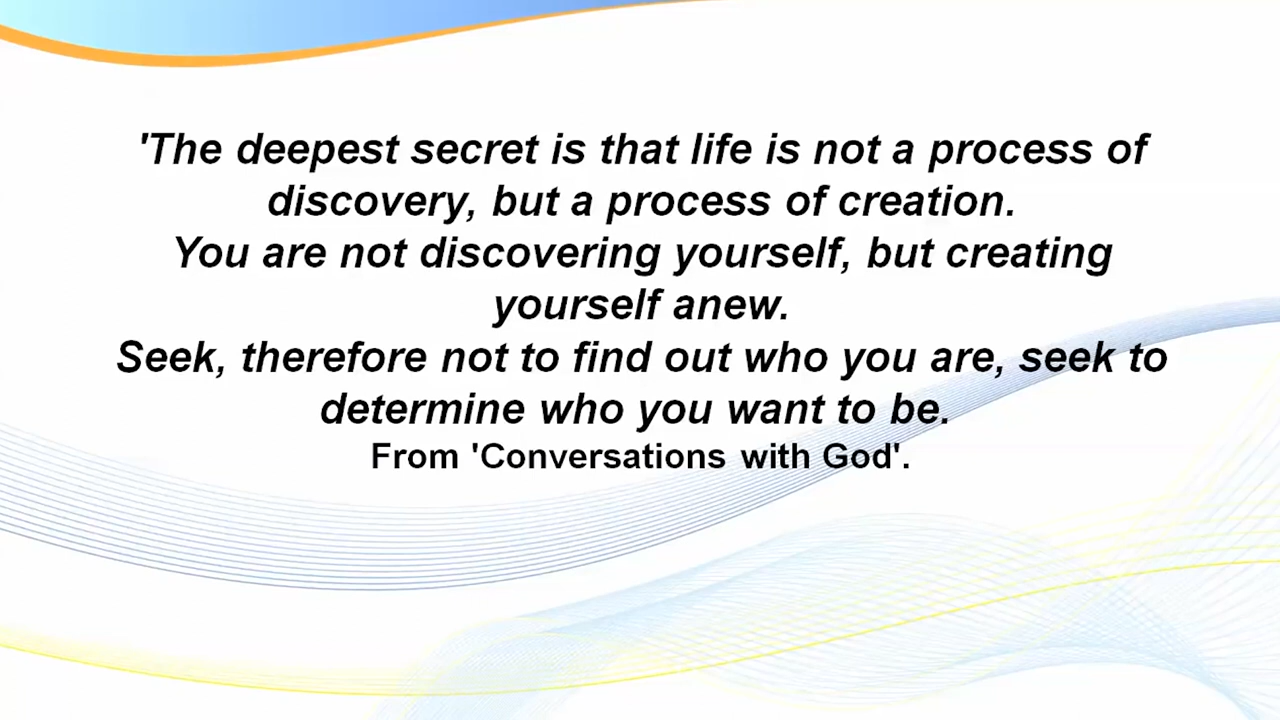 'The deepest secret is that life is not a process of
discovery, but a process of creation.
You are not discovering yourself, but creating
yourself anew.
Seek, therefore not to find out who you are, seek to
determine who you want to be.
From 'Conversations with God'.